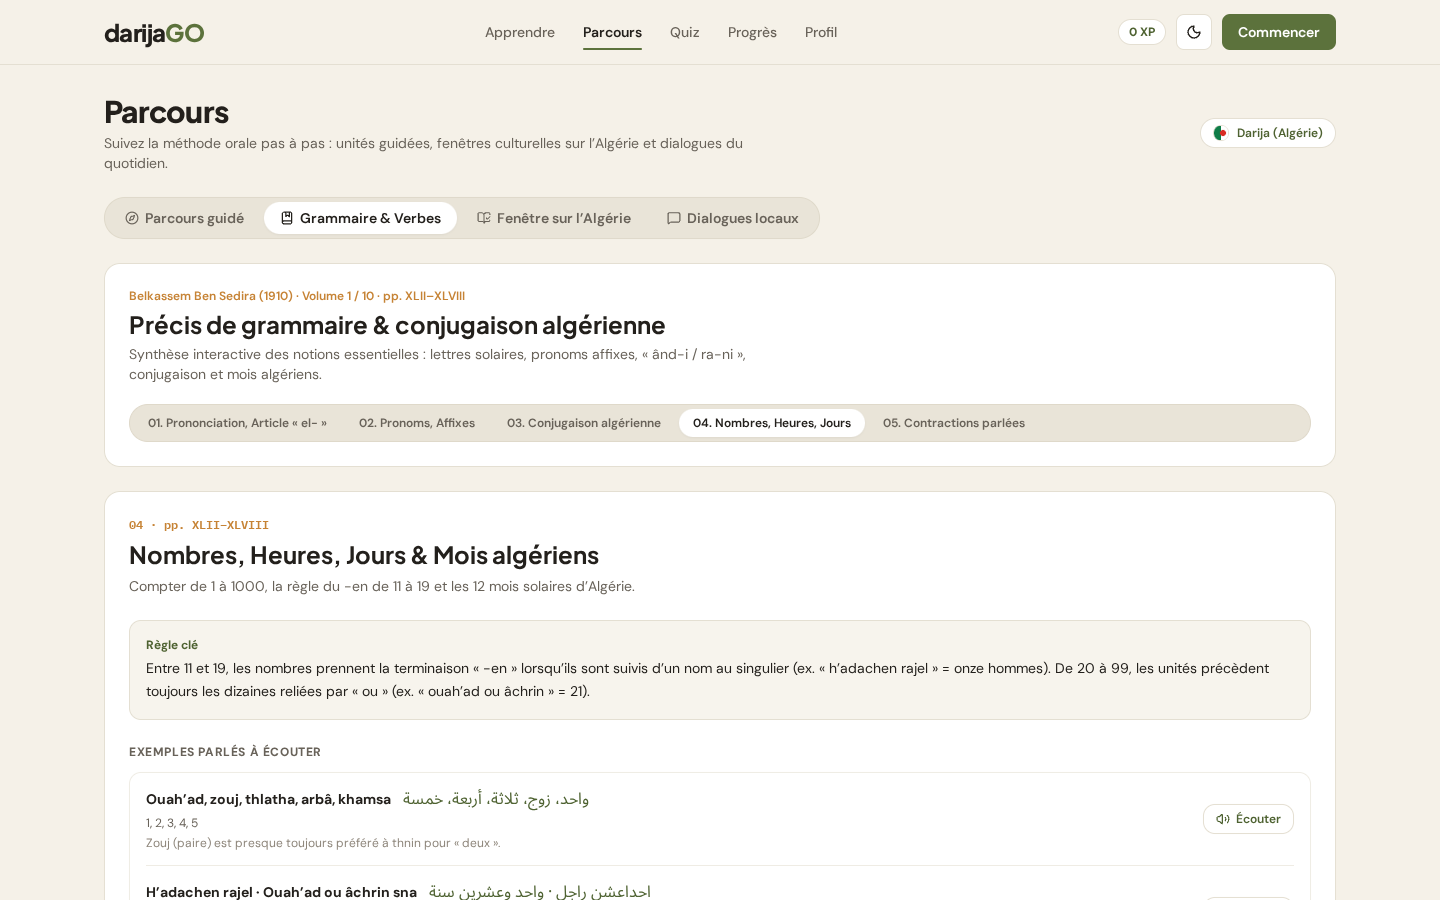 darijaGO
Apprendre
Parcours
Quiz
Progrès
Profil
0 XP
Commencer
Parcours
Suivez la méthode orale pas à pas : unités guidées, fenêtres culturelles sur l’Algérie et dialogues du
quotidien.
Darija (Algérie)
Parcours guidé
Grammaire & Verbes
Fenêtre sur l’Algérie
Dialogues locaux
Belkassem Ben Sedira (1910) · Volume 1 / 10 · pp. XLII–XLVIII
Précis de grammaire & conjugaison algérienne
Synthèse interactive des notions essentielles : lettres solaires, pronoms affixes, « ând-i / ra-ni »,
conjugaison et mois algériens.
01. Prononciation, Article « el- »
02. Pronoms, Affixes
03. Conjugaison algérienne
04. Nombres, Heures, Jours
05. Contractions parlées
04 · pp. XLII–XLVIII
Nombres, Heures, Jours & Mois algériens
Compter de 1 à 1000, la règle du -en de 11 à 19 et les 12 mois solaires d’Algérie.
Règle clé
Entre 11 et 19, les nombres prennent la terminaison « -en » lorsqu’ils sont suivis d’un nom au singulier (ex. « h’adachen rajel » = onze hommes). De 20 à 99, les unités précèdent
toujours les dizaines reliées par « ou » (ex. « ouah’ad ou âchrin » = 21).
EXEMPLES PARLÉS À ÉCOUTER
Ouah’ad, zouj, thlatha, arbâ, khamsa واحد، زوج، ثلاثة، أربعة، خمسة
1, 2, 3, 4, 5
Zouj (paire) est presque toujours préféré à thnin pour « deux ».
Écouter
H’adachen rajel · Ouah’ad ou âchrin sna احداعشن راجل · واحد وعشرين سنة